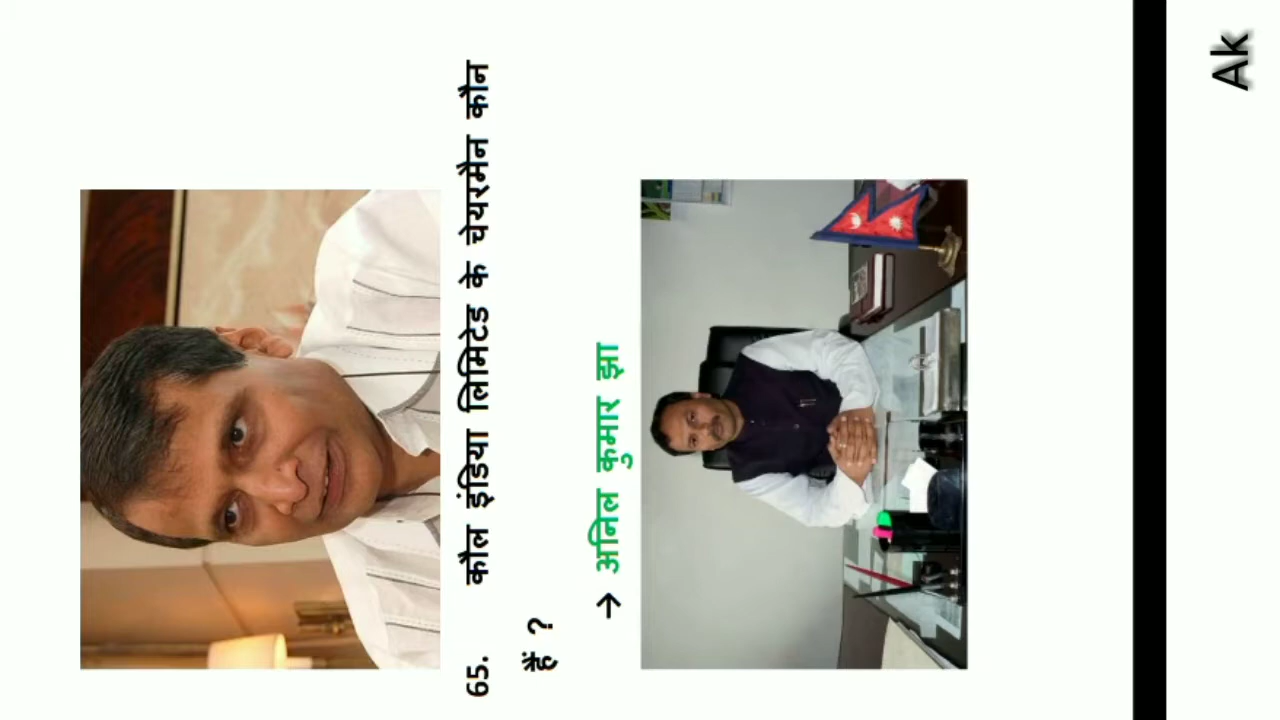 65. कौल इंडिया लिमिटेड के चेयरमैन कौन
हैं ?
→ अनिल कुमार झा
Ak